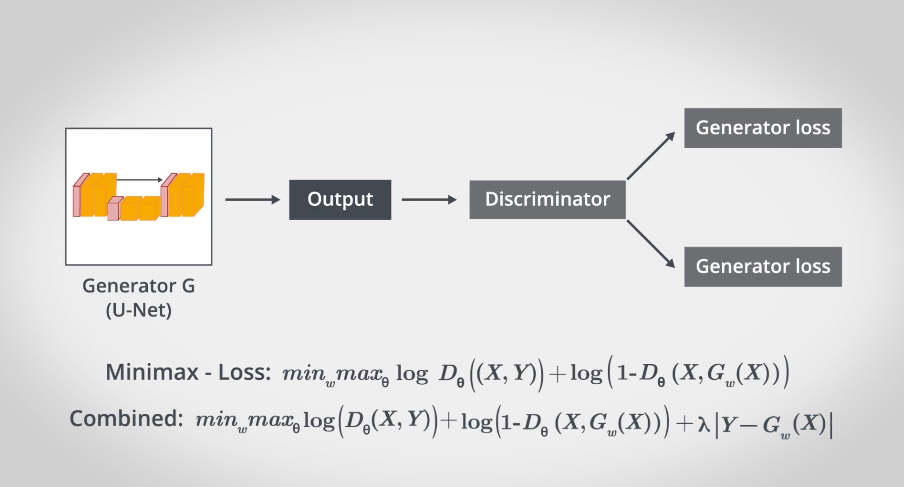 Generator loss
Output
Discriminator
Generator loss
Generator G
(U-Net)
Minimax - Loss: min_w max_θ log D_θ((X, Y)) + log(1-D_θ (X, G_w(X)))
Combined: min_w max_θ log(D_θ(X, Y)) + log(1-D_θ (X, G_w(X))) + λ|Y − G_w(X)|